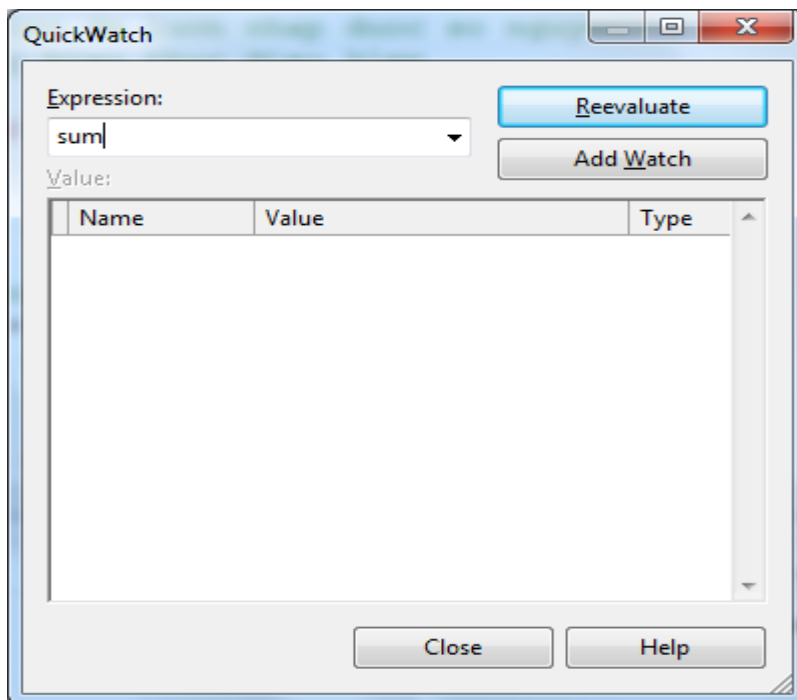 QuickWatch
Expression:
Reevaluate
sum
Add Watch
Value:
Name Value Type
Close Help